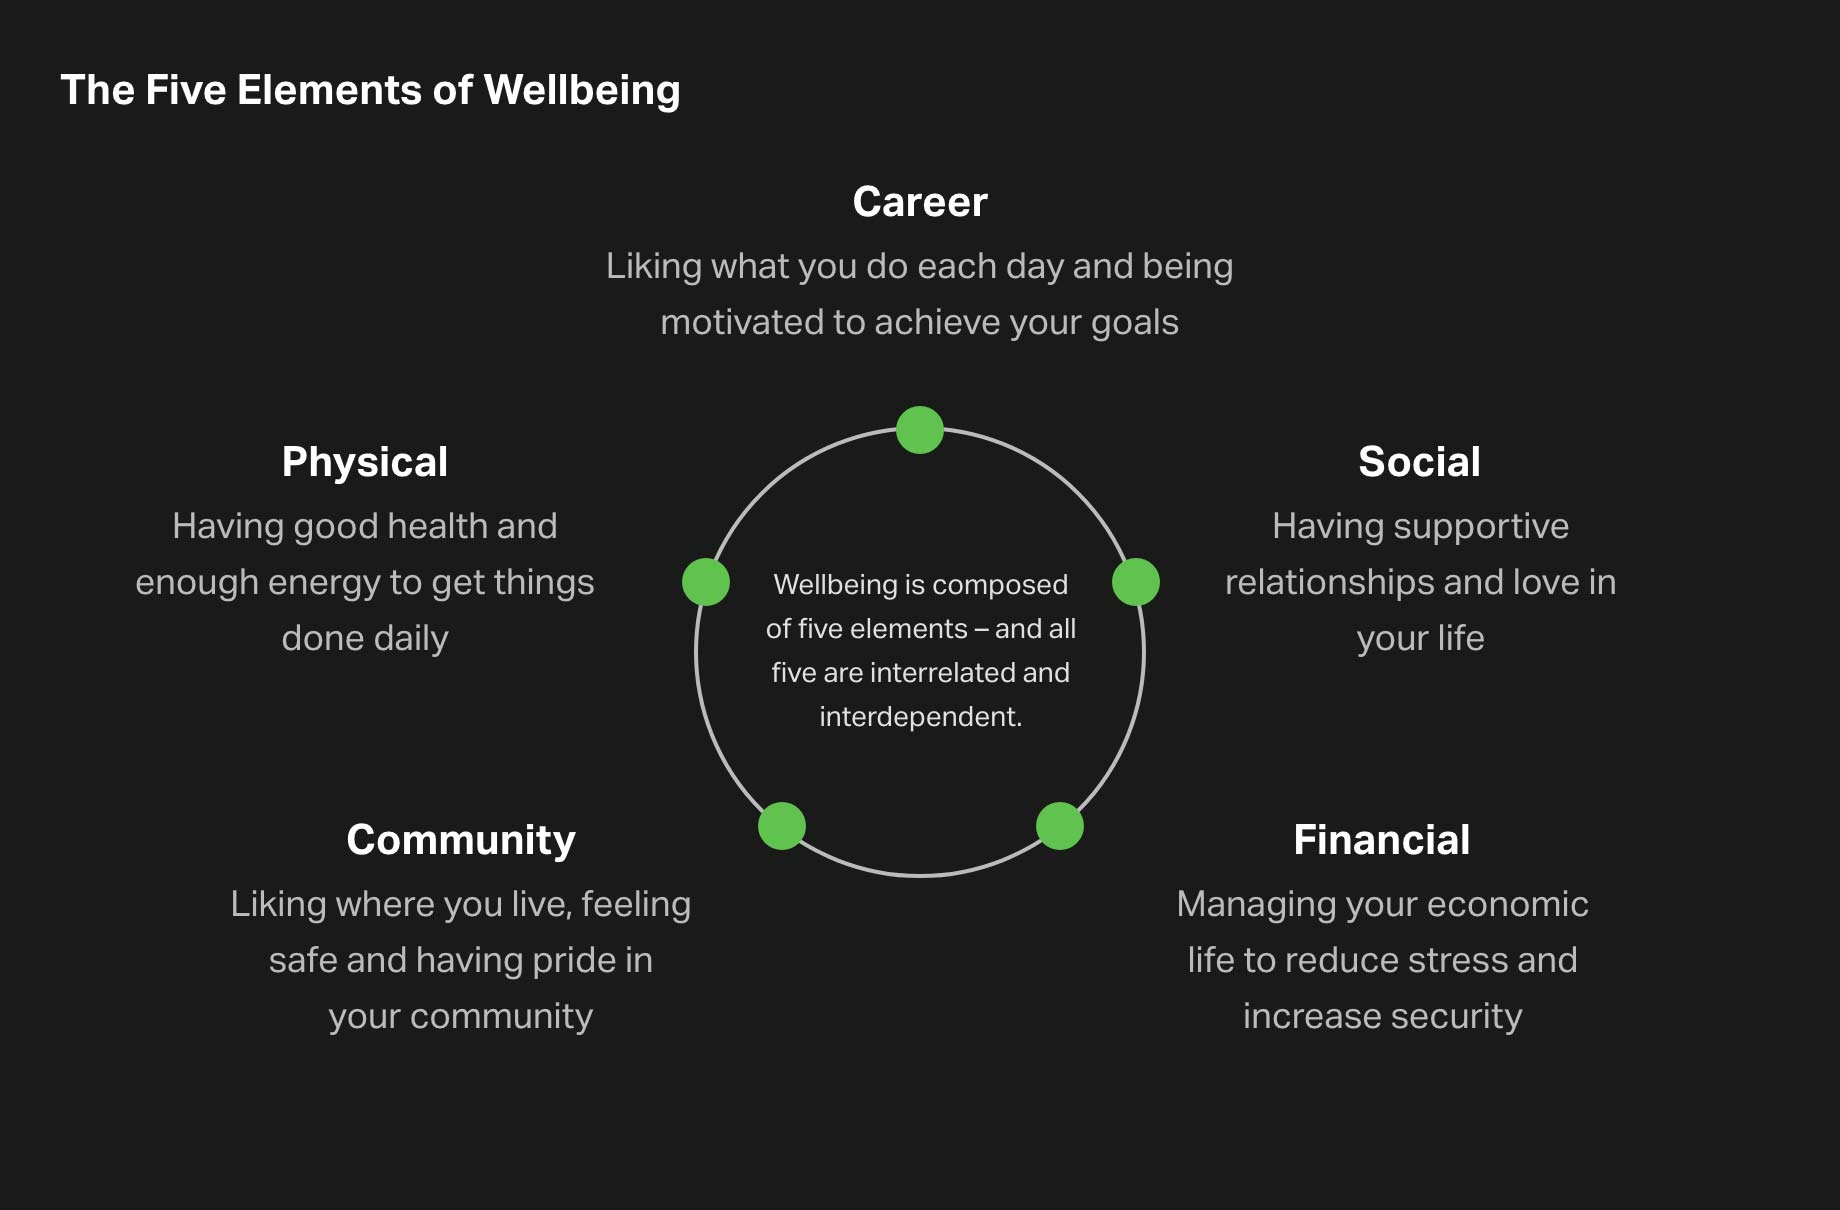 The Five Elements of Wellbeing
Career
Liking what you do each day and being
motivated to achieve your goals
Physical
Having good health and
enough energy to get things
done daily
Social
Having supportive
relationships and love in
your life
Wellbeing is composed
of five elements – and all
five are interrelated and
interdependent.
Community
Liking where you live, feeling
safe and having pride in
your community
Financial
Managing your economic
life to reduce stress and
increase security